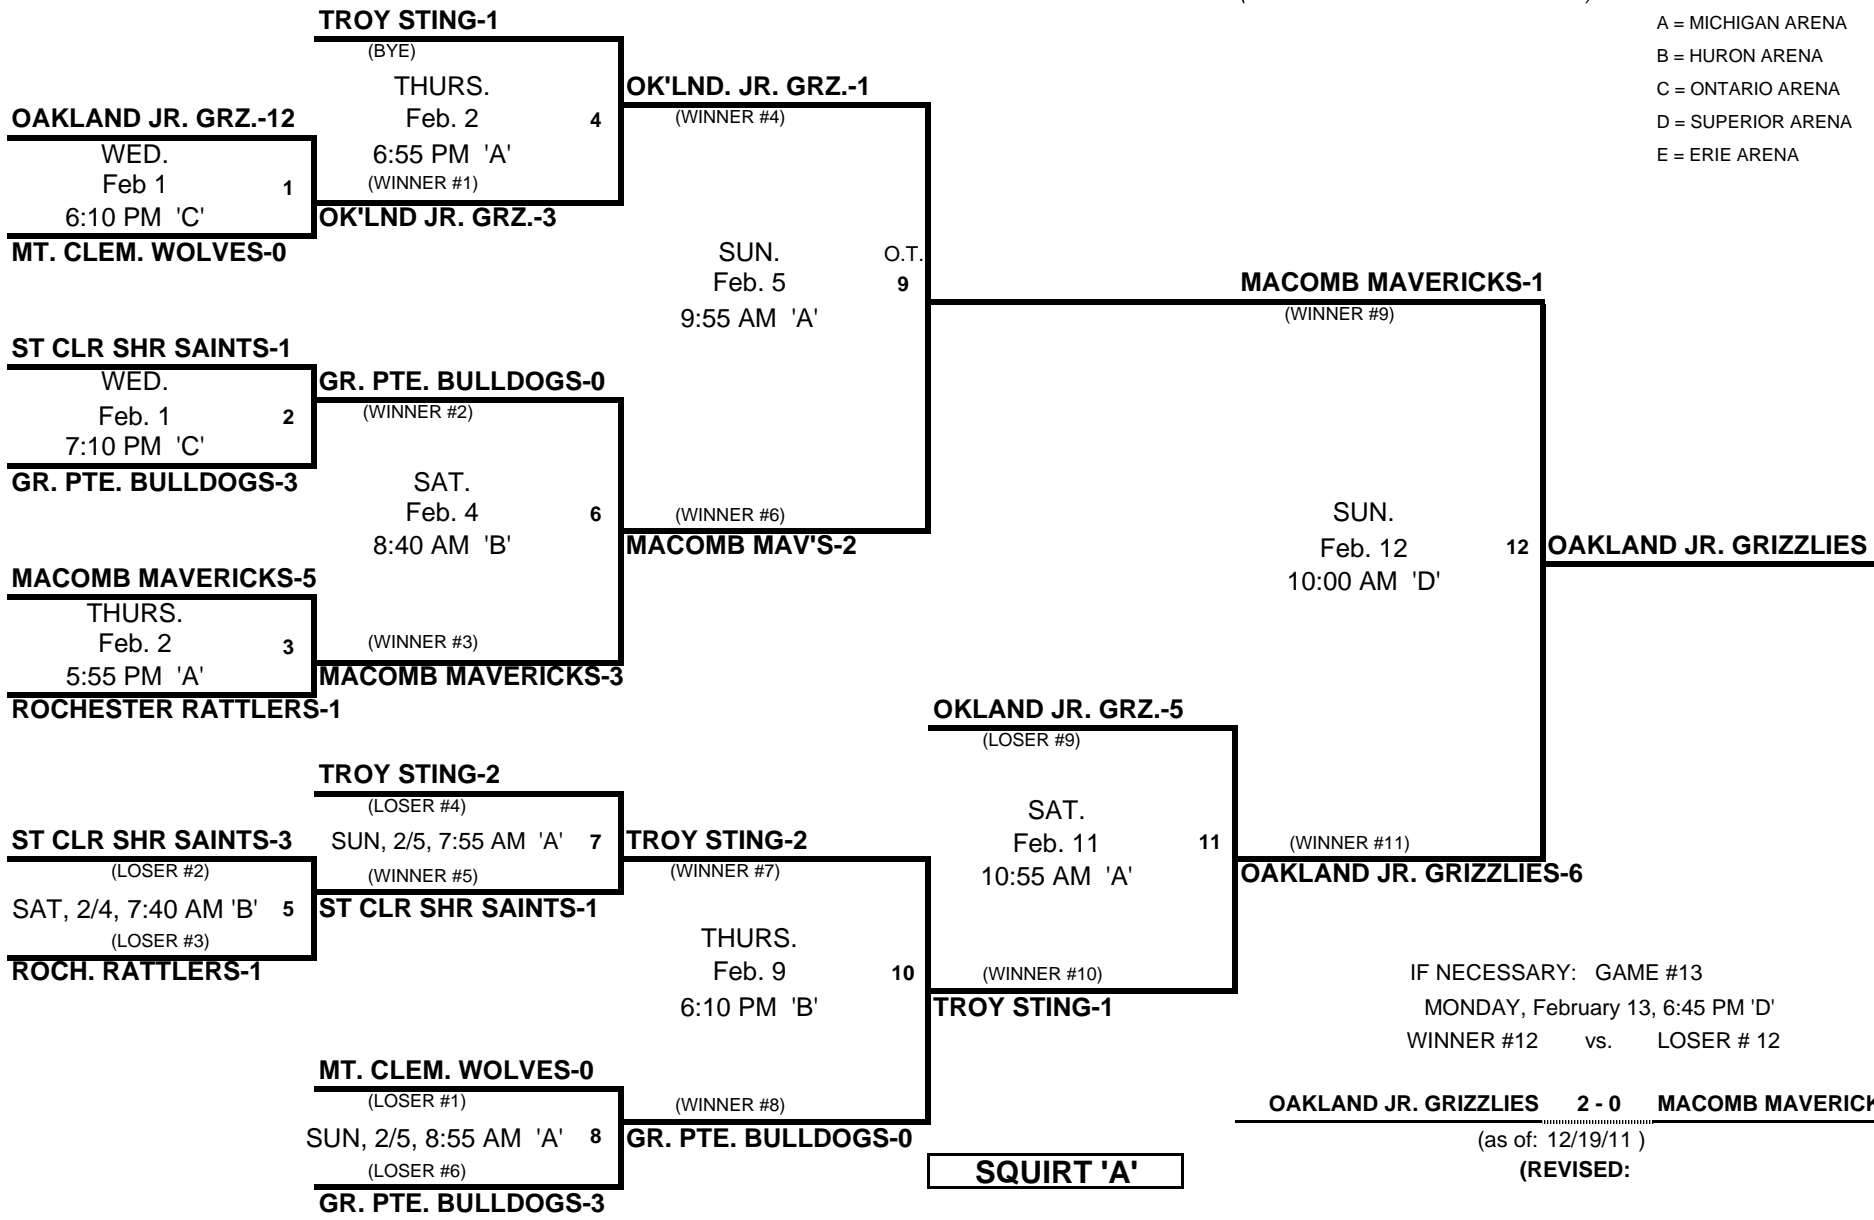 TROY STING-1
(BYE)
THURS.
Feb. 2
4
6:55 PM 'A'
(WINNER #1)
OK'LND JR. GRZ.-3
A = MICHIGAN ARENA
B = HURON ARENA
C = ONTARIO ARENA
D = SUPERIOR ARENA
E = ERIE ARENA
OAKLAND JR. GRZ.-12
WED.
Feb 1
1
6:10 PM 'C'
MT. CLEM. WOLVES-0
OK'LND. JR. GRZ.-1
(WINNER #4)
SUN.
O.T.
Feb. 5
9
9:55 AM 'A'
(WINNER #6)
MACOMB MAV'S-2
ST CLR SHR SAINTS-1
WED.
Feb. 1
2
7:10 PM 'C'
GR. PTE. BULLDOGS-3
GR. PTE. BULLDOGS-0
(WINNER #2)
SAT.
Feb. 4
6
8:40 AM 'B'
(WINNER #3)
MACOMB MAVERICKS-3
MACOMB MAVERICKS-5
THURS.
Feb. 2
3
5:55 PM 'A'
ROCHESTER RATTLERS-1
MACOMB MAVERICKS-1
(WINNER #9)
SUN.
Feb. 12
12
10:00 AM 'D'
(WINNER #11)
OAKLAND JR. GRIZZLIES-6
OAKLAND JR. GRIZZLIES
OKLAND JR. GRZ.-5
(LOSER #9)
SAT.
Feb. 11
11
10:55 AM 'A'
(WINNER #10)
TROY STING-1
TROY STING-2
(LOSER #4)
SUN, 2/5, 7:55 AM 'A'
7
(WINNER #5)
ST CLR SHR SAINTS-1
ST CLR SHR SAINTS-3
(LOSER #2)
SAT, 2/4, 7:40 AM 'B'
5
(LOSER #3)
ROCH. RATTLERS-1
TROY STING-2
(WINNER #7)
THURS.
Feb. 9
10
6:10 PM 'B'
(WINNER #8)
GR. PTE. BULLDOGS-0
MT. CLEM. WOLVES-0
(LOSER #1)
SUN, 2/5, 8:55 AM 'A'
8
(LOSER #6)
GR. PTE. BULLDOGS-3
IF NECESSARY: GAME #13
MONDAY, February 13, 6:45 PM 'D'
WINNER #12 vs. LOSER # 12
OAKLAND JR. GRIZZLIES 2 - 0 MACOMB
(as of: 12/19/11 )
(REVISED:
SQUIRT 'A'